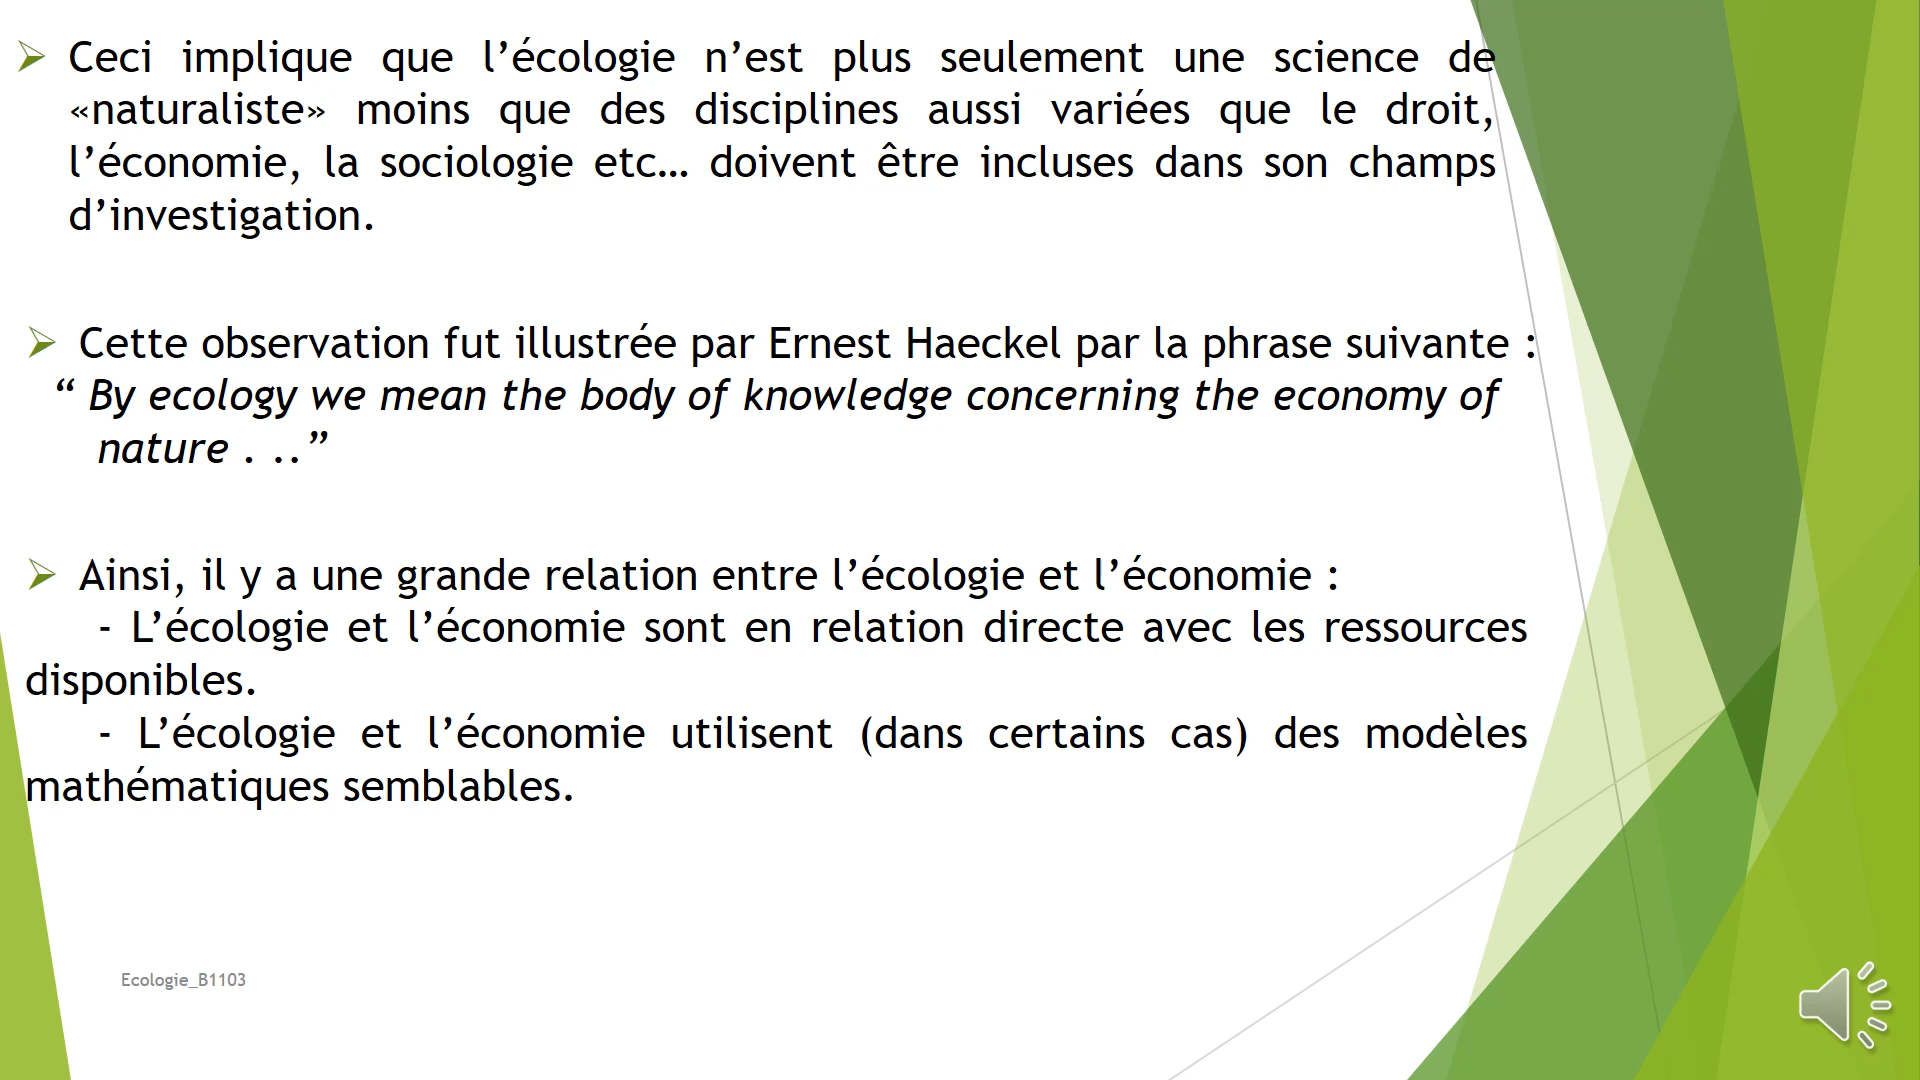 Ceci implique que l’écologie n’est plus seulement une science de
«naturaliste» moins que des disciplines aussi variées que le droit,
l’économie, la sociologie etc… doivent être incluses dans son champs
d’investigation.
Cette observation fut illustrée par Ernest Haeckel par la phrase suivante :
“ By ecology we mean the body of knowledge concerning the economy of
nature . ..”
Ainsi, il y a une grande relation entre l’écologie et l’économie :
- L’écologie et l’économie sont en relation directe avec les ressources
disponibles.
- L’écologie et l’économie utilisent (dans certains cas) des modèles
mathématiques semblables.
Ecologie_B1103